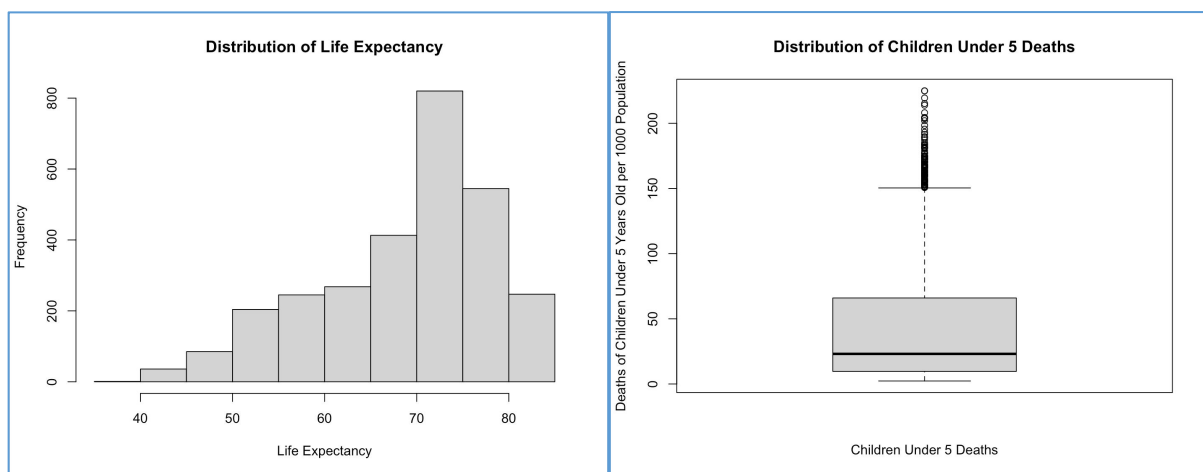 Distribution of Life Expectancy
Frequency
0
200
400
600
800
40
50
60
70
80
Life Expectancy
Distribution of Children Under 5 Deaths
Deaths of Children Under 5 Years Old per 1000 Population
0
50
100
150
200
Children Under 5 Deaths